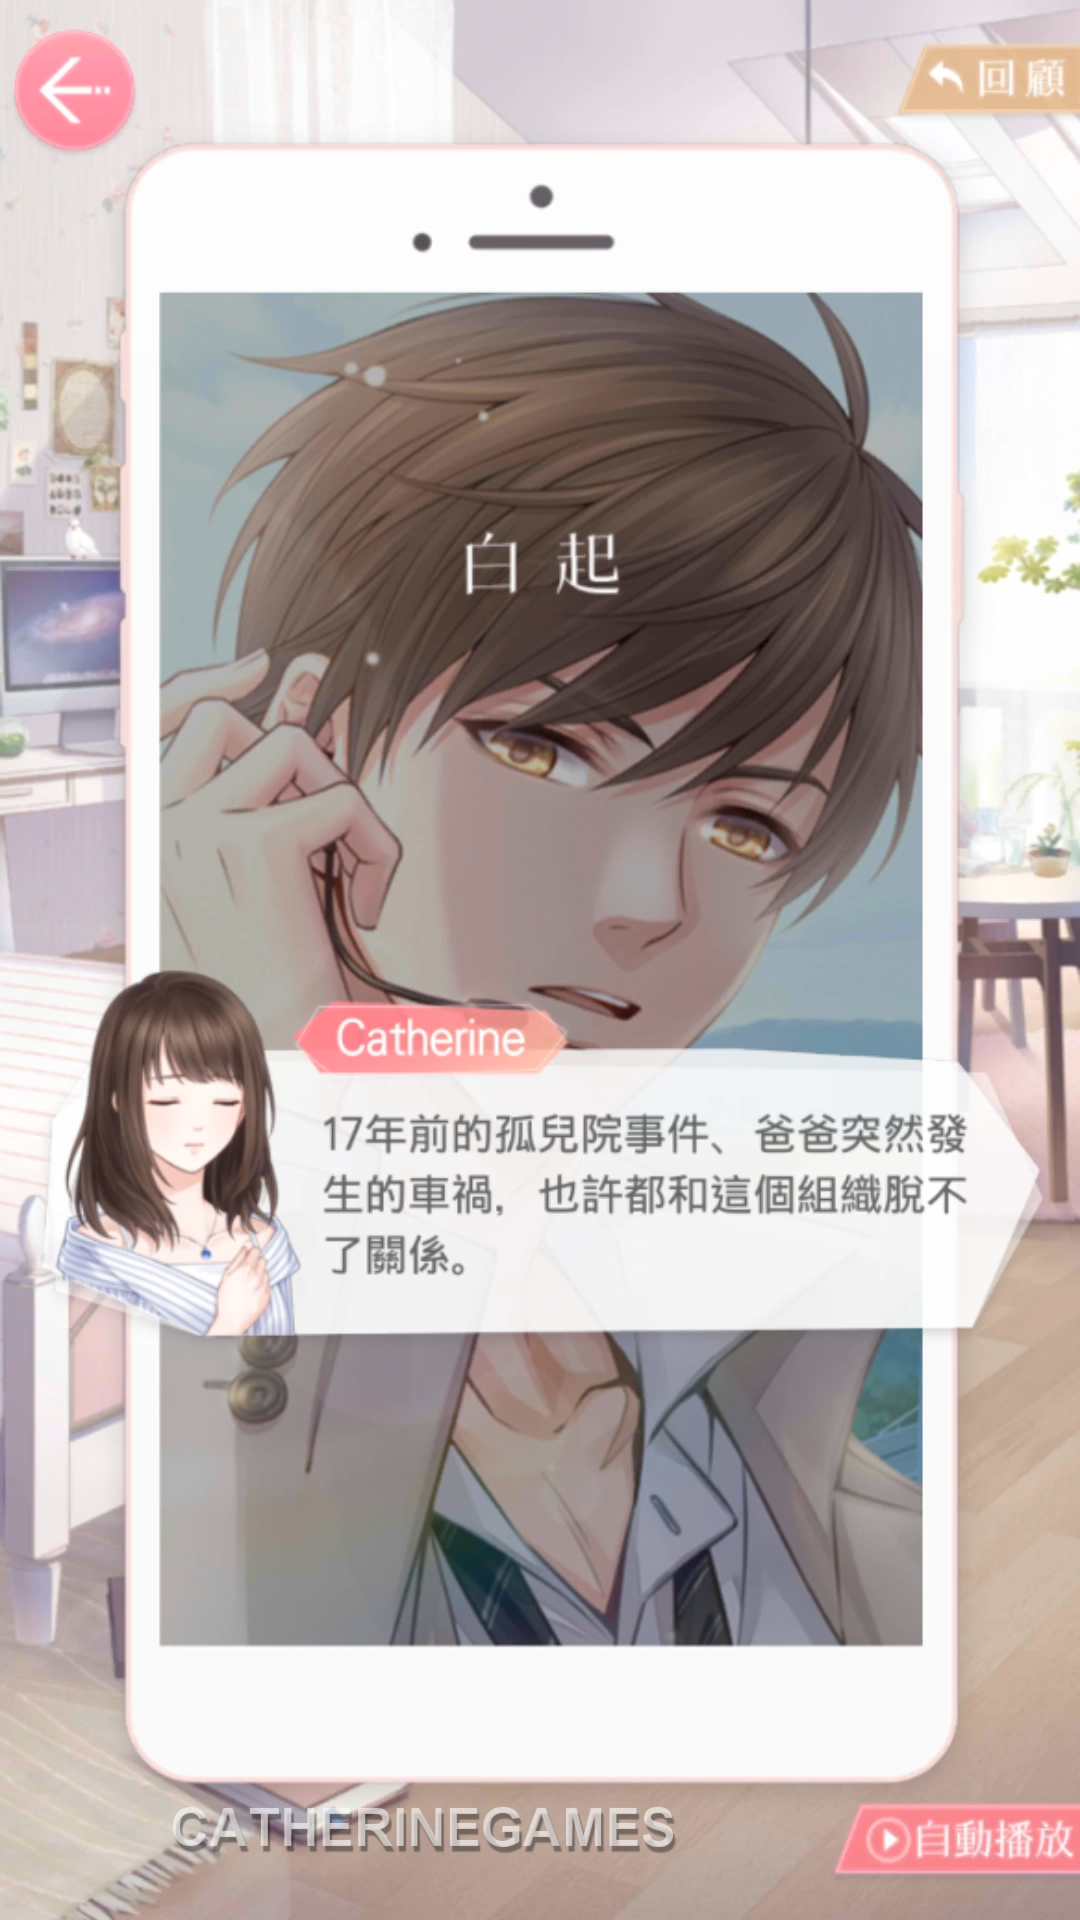 回顧
白起
Catherine
17年前的孤兒院事件、爸爸突然發
生的車禍，也許都和這個組織脫不
了關係。
CATHERINEGAMES
自動播放